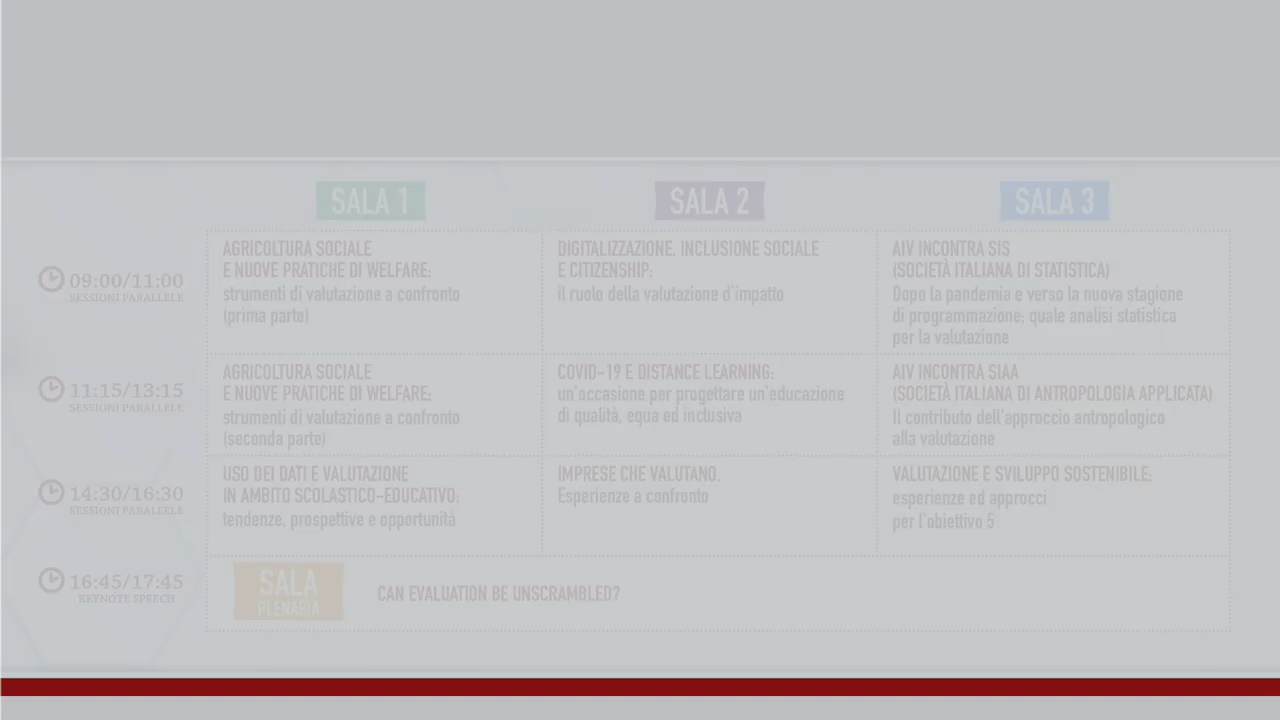 SALA 1
SALA 2
SALA 3
09:00/11:00
SESSIONI PARALLELE
AGRICOLTURA SOCIALE
E NUOVE PRATICHE DI WELFARE:
strumenti di valutazione a confronto
(prima parte)
DIGITALIZZAZIONE, INCLUSIONE SOCIALE
E CITIZENSHIP:
il ruolo della valutazione d'impatto
AIV INCONTRA SIS
(SOCIETÀ ITALIANA DI STATISTICA)
Dopo la pandemia e verso la nuova stagione
di programmazione: quale analisi statistica
per la valutazione
11:15/13:15
SESSIONI PARALLELE
AGRICOLTURA SOCIALE
E NUOVE PRATICHE DI WELFARE:
strumenti di valutazione a confronto
(seconda parte)
COVID-19 E DISTANCE LEARNING:
un'occasione per progettare un'educazione
di qualità, equa ed inclusiva
AIV INCONTRA SIAA
(SOCIETÀ ITALIANA DI ANTROPOLOGIA APPLICATA)
Il contributo dell'approccio antropologico
alla valutazione
14:30/16:30
SESSIONI PARALLELE
USO DEI DATI E VALUTAZIONE
IN AMBITO SCOLASTICO-EDUCATIVO:
tendenze, prospettive e opportunità
IMPRESE CHE VALUTANO.
Esperienze a confronto
VALUTAZIONE E SVILUPPO SOSTENIBILE:
esperienze ed approcci
per l'obiettivo 5
16:45/17:45
KEYNOTE SPEECH
SALA
PLENARIA
CAN EVALUATION BE UNSCRAMBLED?